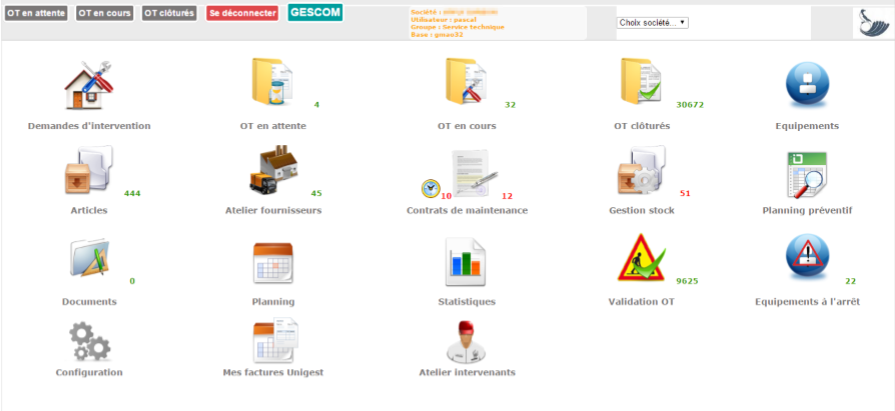 OT en attente OT en cours OT clôturés Se déconnecter GESCOM
Société :
Utilisateur : pascal
Groupe : Service technique
Base : gmao32
Choix société...
4
32
30672
Demandes d'intervention OT en attente OT en cours OT clôturés Equipements
444
45
10
12
51
Articles Atelier fournisseurs Contrats de maintenance Gestion stock Planning préventif
0
9625
22
Documents Planning Statistiques Validation OT Equipements à l'arrêt
Configuration Mes factures Unigest Atelier intervenants